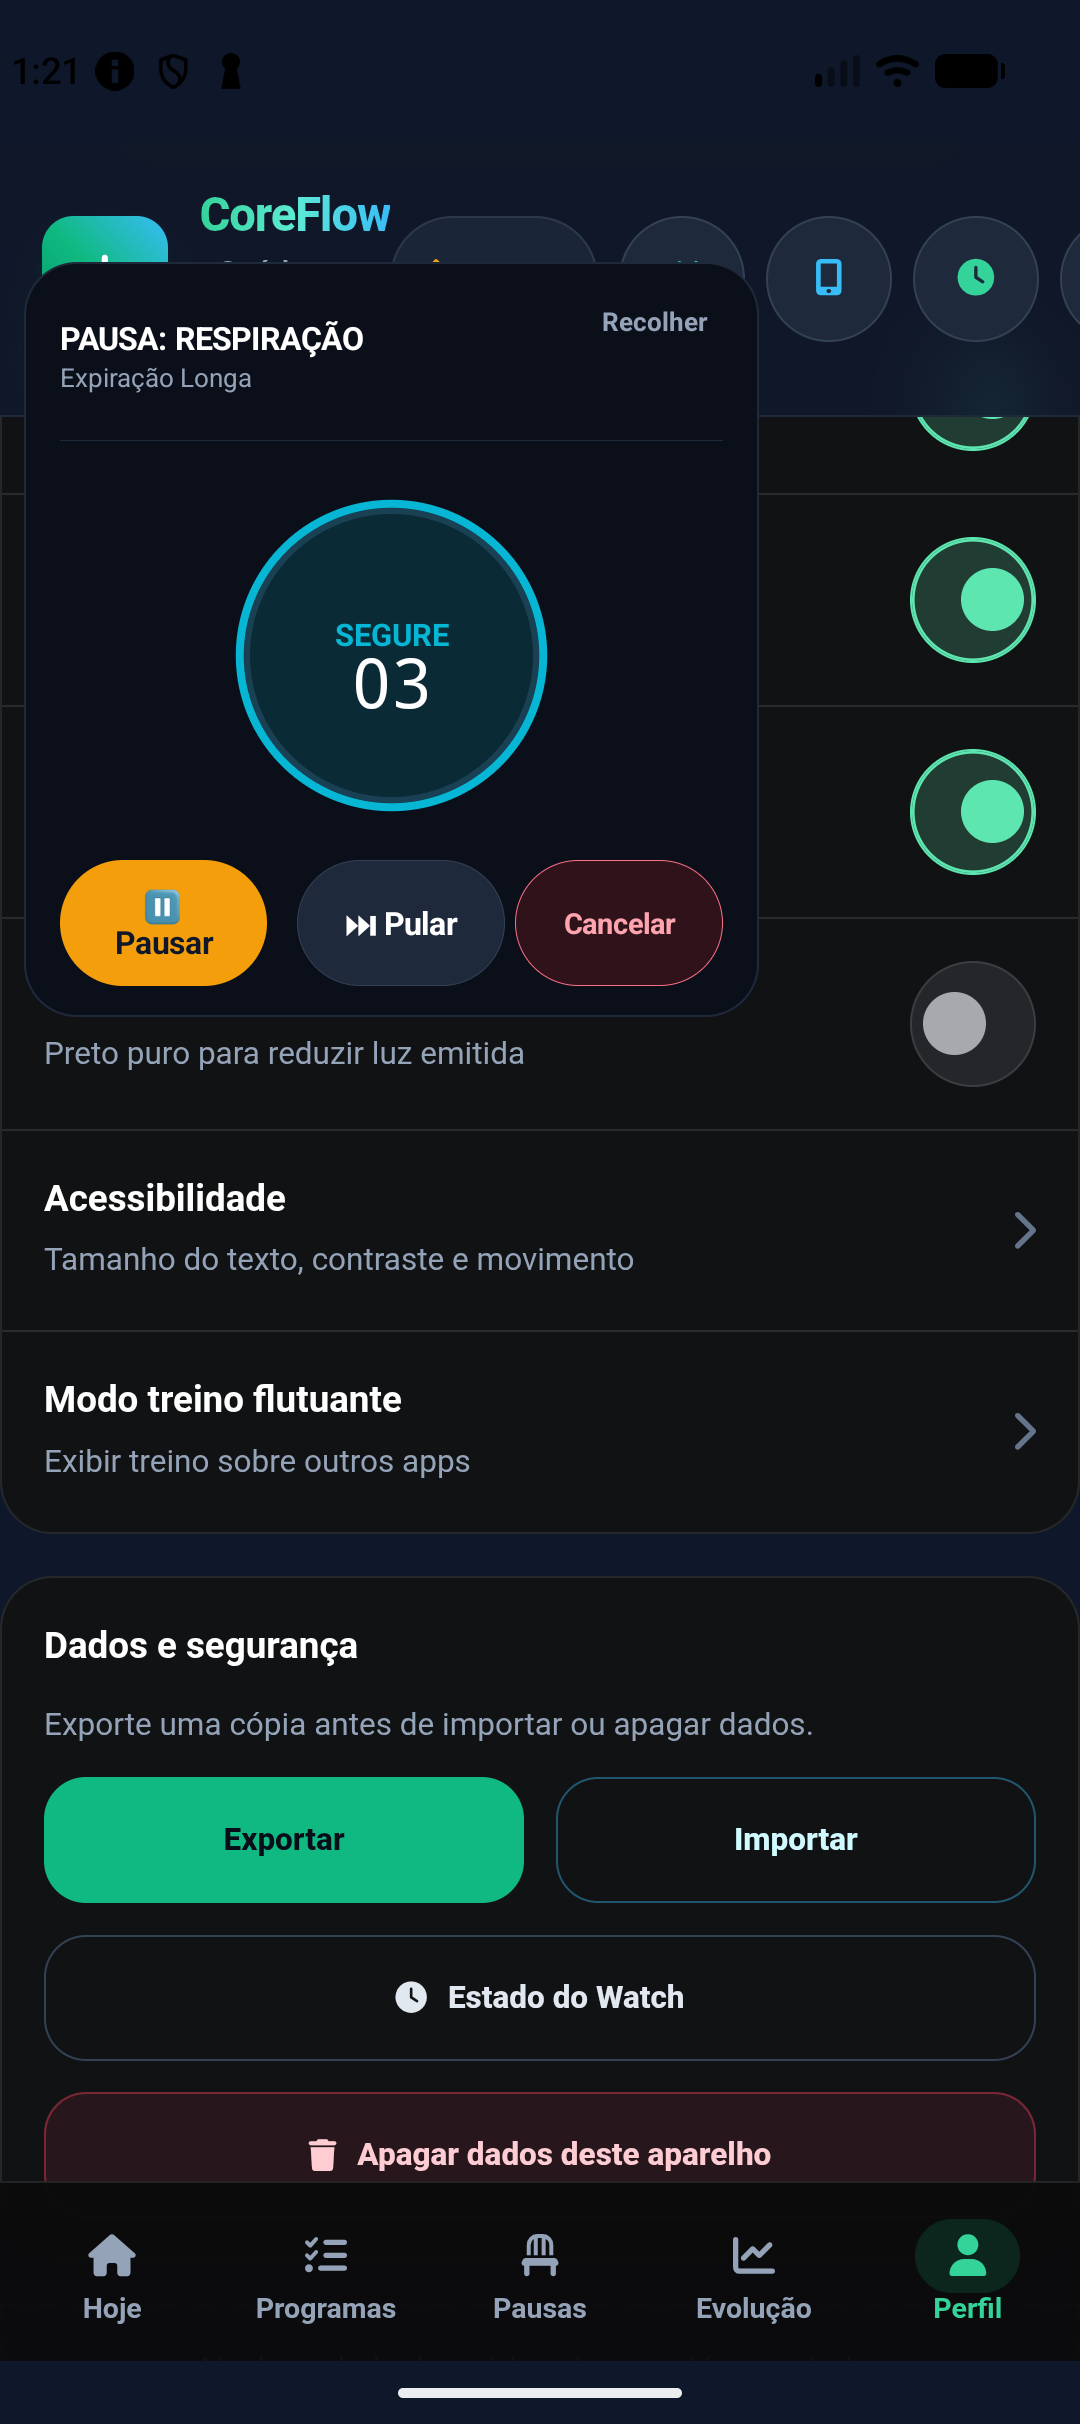 1:21
CoreFlow
PAUSA: RESPIRAÇÃO
Recolher
Expiração Longa
SEGURE
03
Pausar
Pular
Cancelar
Preto puro para reduzir luz emitida
Acessibilidade
Tamanho do texto, contraste e movimento
Modo treino flutuante
Exibir treino sobre outros apps
Dados e segurança
Exporte uma cópia antes de importar ou apagar dados.
Exportar
Importar
Estado do Watch
Apagar dados deste aparelho
Hoje
Programas
Pausas
Evolução
Perfil